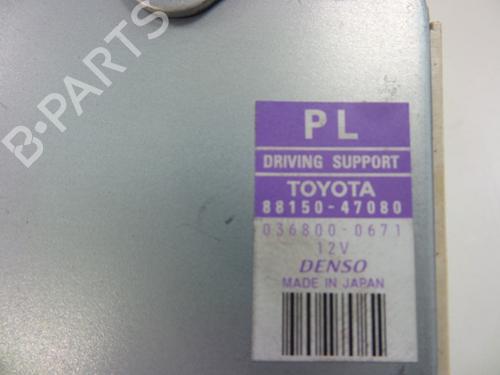 B-PARTS
PL
DRIVING SUPPORT
TOYOTA
88150-47080
036800-0671
12V
DENSO
MADE IN JAPAN